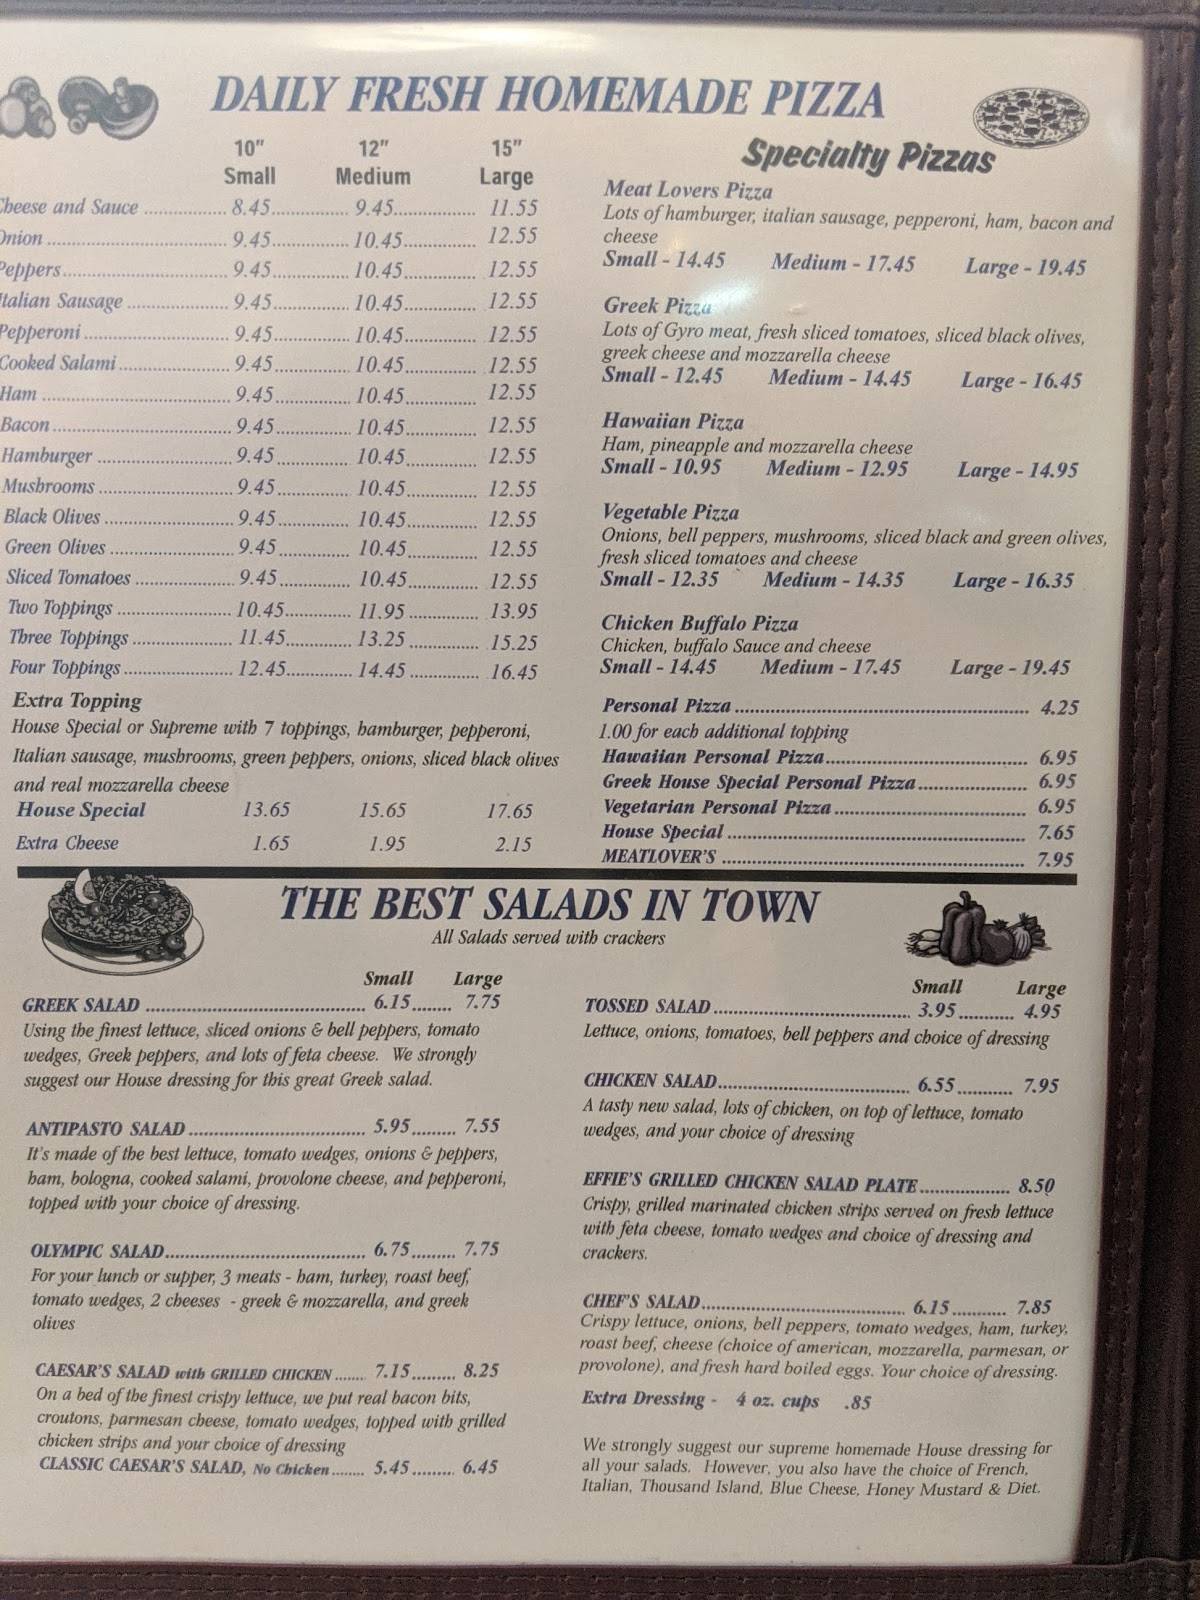 DAILY FRESH HOMEMADE PIZZA
10" 12" 15"
Small Medium Large
Cheese and Sauce 8.45 9.45 11.55
Onion 9.45 10.45 12.55
Peppers 9.45 10.45 12.55
Italian Sausage 9.45 10.45 12.55
Pepperoni 9.45 10.45 12.55
Cooked Salami 9.45 10.45 12.55
Ham 9.45 10.45 12.55
Bacon 9.45 10.45 12.55
Hamburger 9.45 10.45 12.55
Mushrooms 9.45 10.45 12.55
Black Olives 9.45 10.45 12.55
Green Olives 9.45 10.45 12.55
Sliced Tomatoes 9.45 10.45 12.55
Two Toppings 10.45 11.95 13.95
Three Toppings 11.45 13.25 15.25
Four Toppings 12.45 14.45 16.45
Extra Topping
House Special or Supreme with 7 toppings, hamburger, pepperoni,
Italian sausage, mushrooms, green peppers, onions, sliced black olives
and real mozzarella cheese
House Special 13.65 15.65 17.65
Extra Cheese 1.65 1.95 2.15
Specialty Pizzas
Meat Lovers Pizza
Lots of hamburger, italian sausage, pepperoni, ham, bacon and
cheese
Small - 14.45 Medium - 17.45 Large - 19.45
Greek Pizza
Lots of Gyro meat, fresh sliced tomatoes, sliced black olives,
greek cheese and mozzarella cheese
Small - 12.45 Medium - 14.45 Large - 16.45
Hawaiian Pizza
Ham, pineapple and mozzarella cheese
Small - 10.95 Medium - 12.95 Large - 14.95
Vegetable Pizza
Onions, bell peppers, mushrooms, sliced black and green olives,
fresh sliced tomatoes and cheese
Small - 12.35 Medium - 14.35 Large - 16.35
Chicken Buffalo Pizza
Chicken, buffalo Sauce and cheese
Small - 14.45 Medium - 17.45 Large - 19.45
Personal Pizza 4.25
1.00 for each additional topping
Hawaiian Personal Pizza 6.95
Greek House Special Personal Pizza 6.95
Vegetarian Personal Pizza 6.95
House Special 7.65
MEATLOVER'S 7.95
THE BEST SALADS IN TOWN
All Salads served with crackers
Small Large
GREEK SALAD 6.15 7.75
Using the finest lettuce, sliced onions & bell peppers, tomato
wedges, Greek peppers, and lots of feta cheese. We strongly
suggest our House dressing for this great Greek salad.
ANTIPASTO SALAD 5.95 7.55
It's made of the best lettuce, tomato wedges, onions & peppers,
ham, bologna, cooked salami, provolone cheese, and pepperoni,
topped with your choice of dressing.
OLYMPIC SALAD 6.75 7.75
For your lunch or supper, 3 meats - ham, turkey, roast beef,
tomato wedges, 2 cheeses - greek & mozzarella, and greek
olives
CAESAR'S SALAD with GRILLED CHICKEN 7.15 8.25
On a bed of the finest crispy lettuce, we put real bacon bits,
croutons, parmesan cheese, tomato wedges, topped with grilled
chicken strips and your choice of dressing
CLASSIC CAESAR'S SALAD, No Chicken 5.45 6.45
Small Large
TOSSED SALAD 3.95 4.95
Lettuce, onions, tomatoes, bell peppers and choice of dressing
CHICKEN SALAD 6.55 7.95
A tasty new salad, lots of chicken, on top of lettuce, tomato
wedges, and your choice of dressing
EFFIE'S GRILLED CHICKEN SALAD PLATE 8.50
Crispy, grilled marinated chicken strips served on fresh lettuce
with feta cheese, tomato wedges and choice of dressing and
crackers.
CHEF'S SALAD 6.15 7.85
Crispy lettuce, onions, bell peppers, tomato wedges, ham, turkey,
roast beef, cheese (choice of american, mozzarella, parmesan, or
provolone), and fresh hard boiled eggs. Your choice of dressing.
Extra Dressing - 4 oz. cups .85
We strongly suggest our supreme homemade House dressing for
all your salads. However, you also have the choice of French,
Italian, Thousand Island, Blue Cheese, Honey Mustard & Diet.